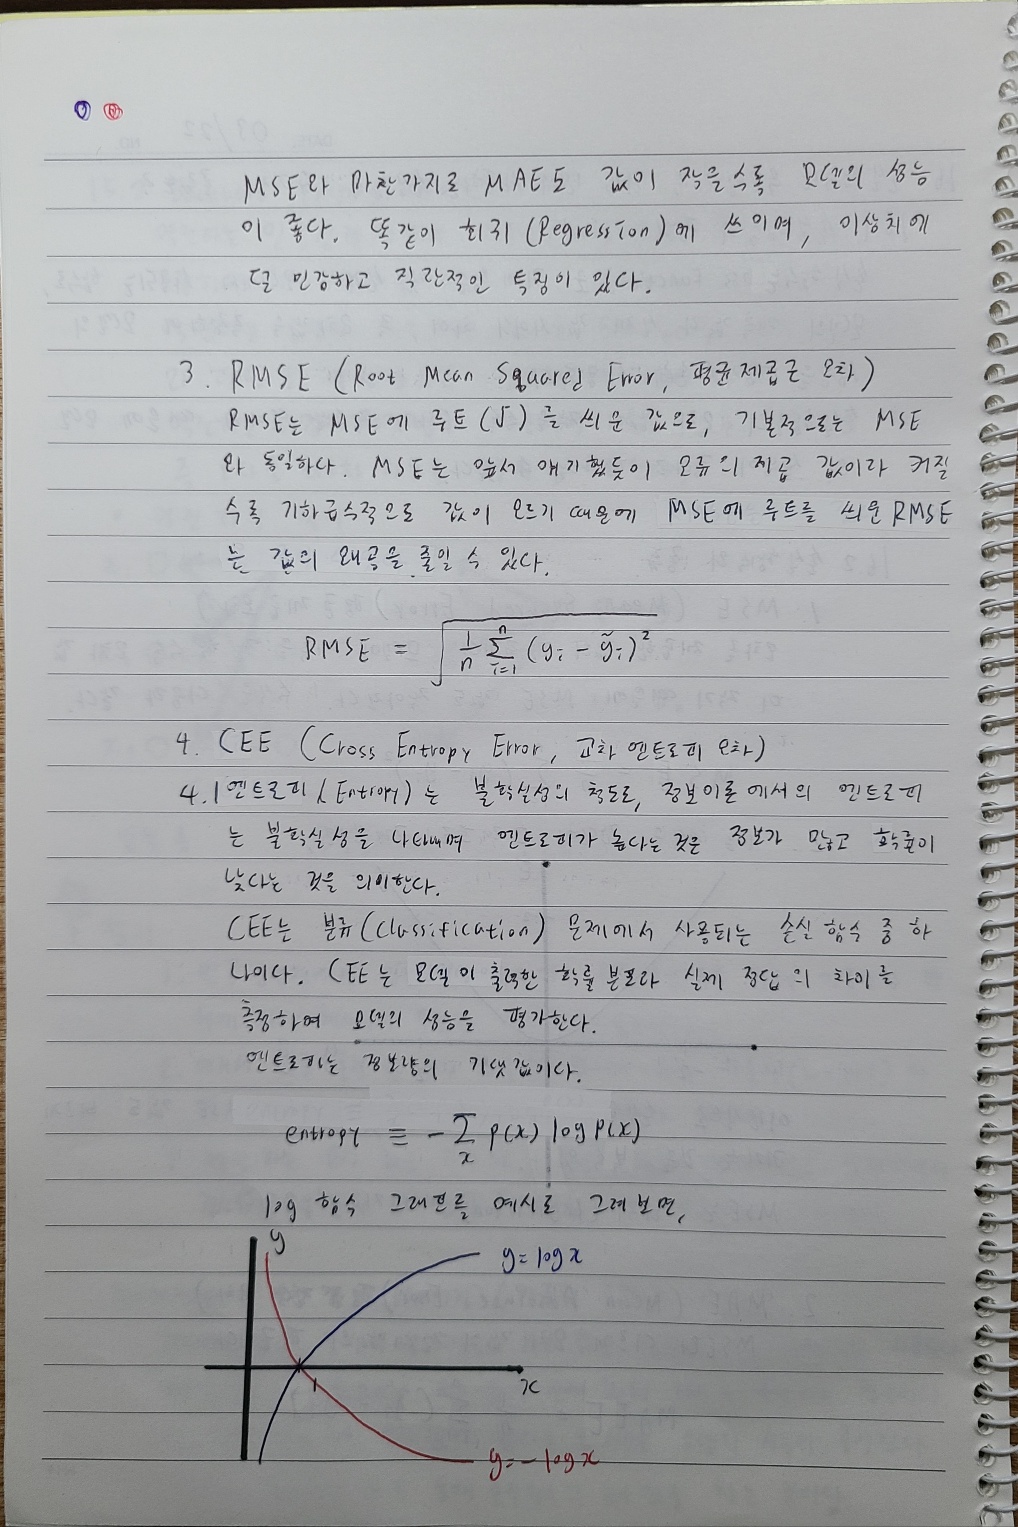 MSE와 마찬가지로 MAE도 값이 작을수록 모델의 성능
이 좋다. 똑같이 회귀 (Regression)에 쓰이며, 이상치에
덜 민감하고 직관적인 특징이 있다.
3. RMSE (Root Mean Squared Error, 평균제곱근 오차)
RMSE는 MSE에 루트(√)를 씌운 값으로, 기본적으로는 MSE
와 동일하다. MSE는 앞서 얘기했듯이 오류의 제곱 값이라 커질
수록 기하급수적으로 값이 오르기 때문에 MSE에 루트를 씌운 RMSE
는 값의 왜곡을 줄일 수 있다.
RMSE = √(1/n Σ_{i=1}^{n} (yᵢ - ỹᵢ)²)
4. CEE (Cross Entropy Error, 교차 엔트로피 오차)
4.1 엔트로피(Entropy)는 불확실성의 척도로, 정보이론에서의 엔트로피
는 불확실성을 나타내며 엔트로피가 높다는 것은 정보가 많고 확률이
낮다는 것을 의미한다.
CEE는 분류(Classification) 문제에서 사용되는 손실 함수 중 하
나이다. CEE는 모델이 출력한 확률 분포와 실제 정답의 차이를
측정하여 모델의 성능을 평가한다.
엔트로피는 정보량의 기댓값이다.
entropy = -Σ_x p(x) log p(x)
log 함수 그래프를 예시로 그려보면,
y
y=logx
1
x
y=-logx